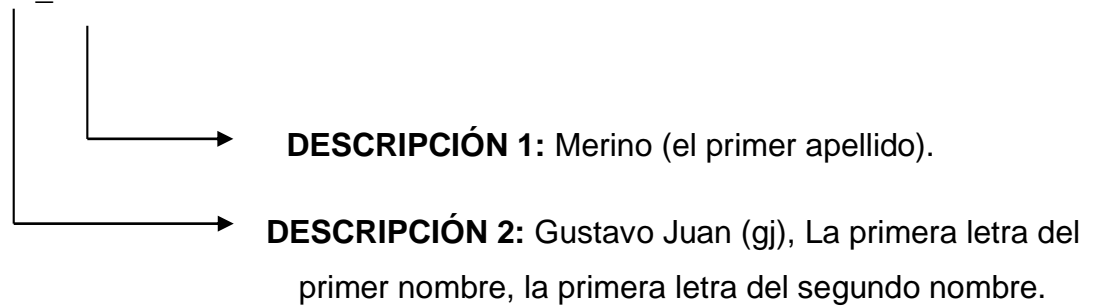 DESCRIPCIÓN 1: Merino (el primer apellido).
DESCRIPCIÓN 2: Gustavo Juan (gj), La primera letra del
primer nombre, la primera letra del segundo nombre.